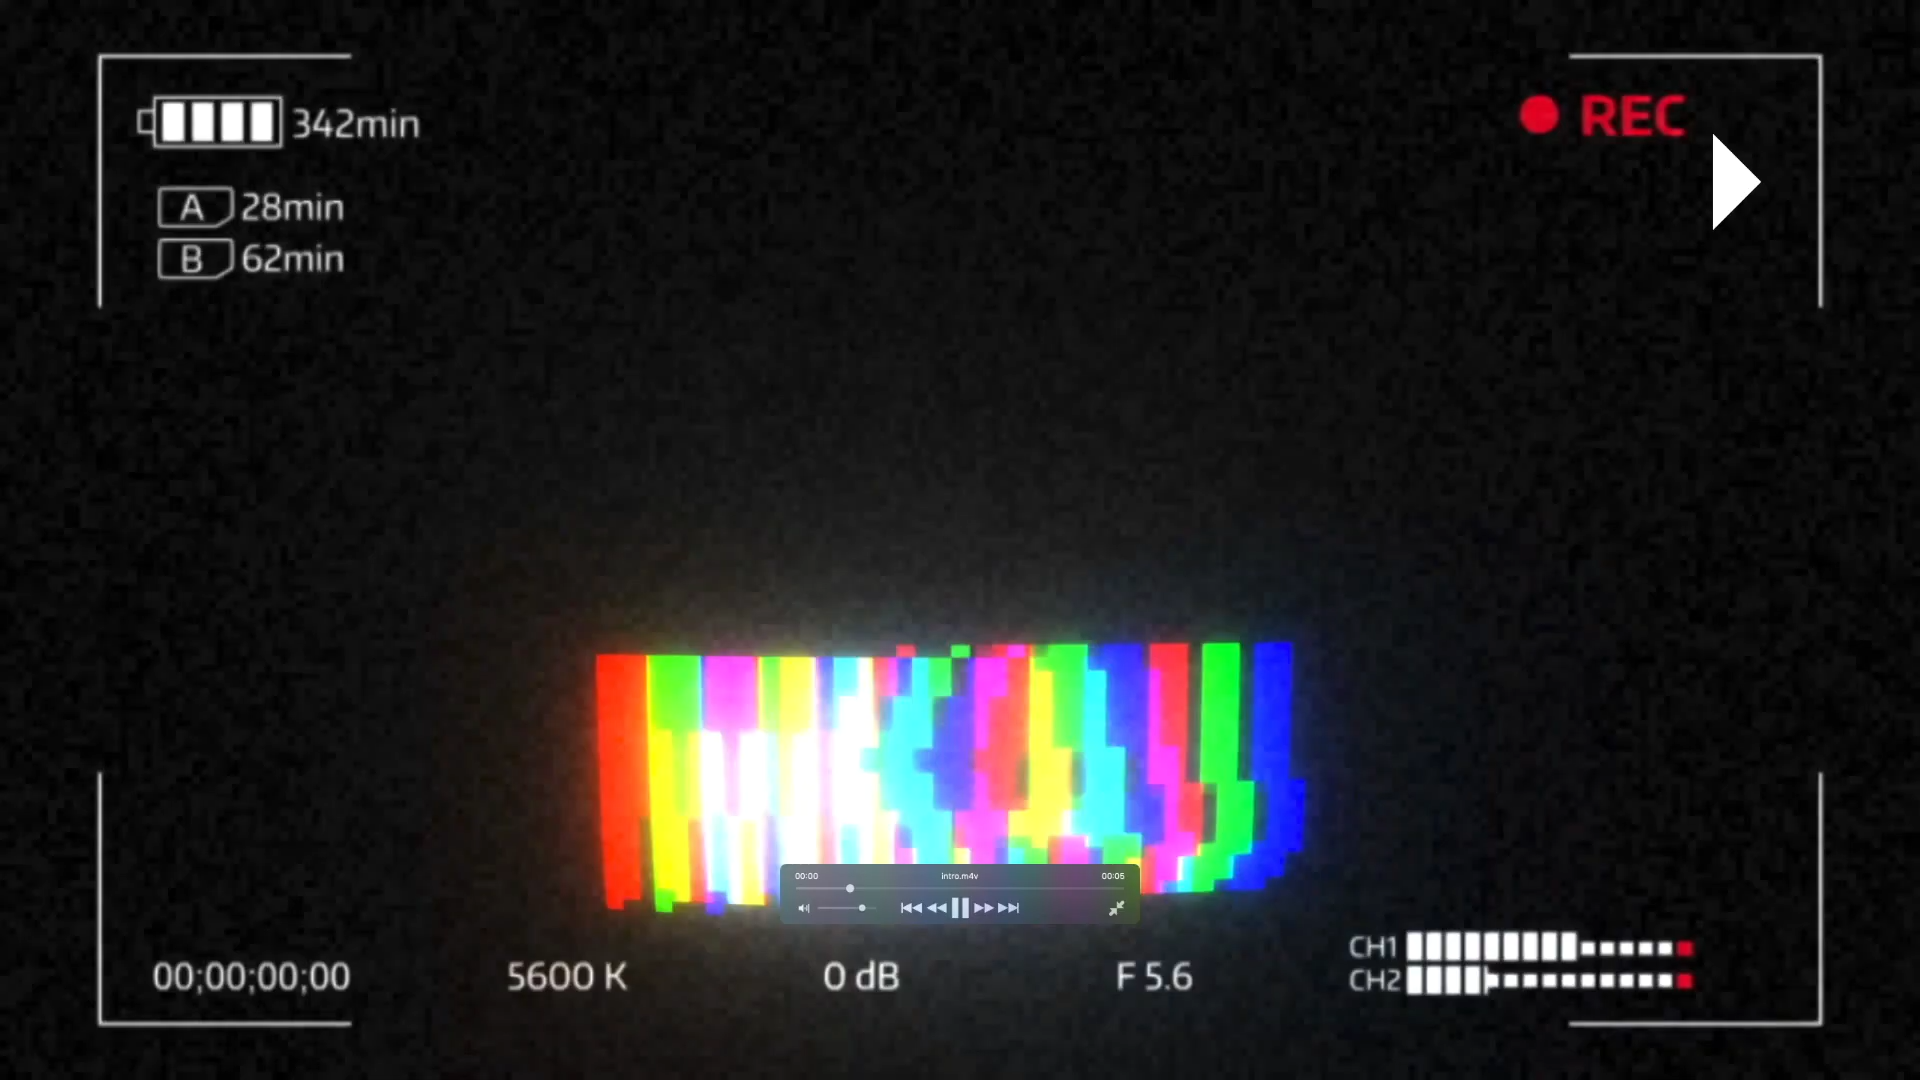 342min
REC
A 28min
B 62min
00:00 intro.m4v 00:05
00;00;00;00
5600 K
0 dB
F 5.6
CH1
CH2